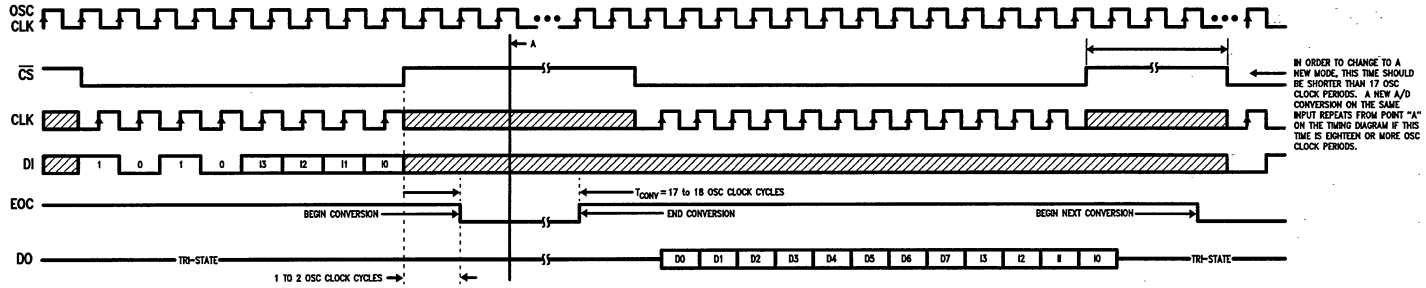 OSC
CLK
A
CS
IN ORDER TO CHANGE TO A
NEW MODE, THIS TIME SHOULD
BE SHORTER THAN 17 OSC
CLOCK PERIODS. A NEW A/D
CONVERSION ON THE SAME
INPUT REPEATS FROM POINT "A"
ON THE TIMING DIAGRAM IF THIS
TIME IS EIGHTEEN OR MORE OSC
CLOCK PERIODS.
CLK
DI 1 0 1 0 I3 I2 I1 I0
TCONV = 17 to 18 OSC CLOCK CYCLES
EOC
BEGIN CONVERSION END CONVERSION BEGIN NEXT CONVERSION
DO TRI-STATE D0 D1 D2 D3 D4 D5 D6 D7 I3 I2 I1 I0 TRI-STATE
1 TO 2 OSC CLOCK CYCLES